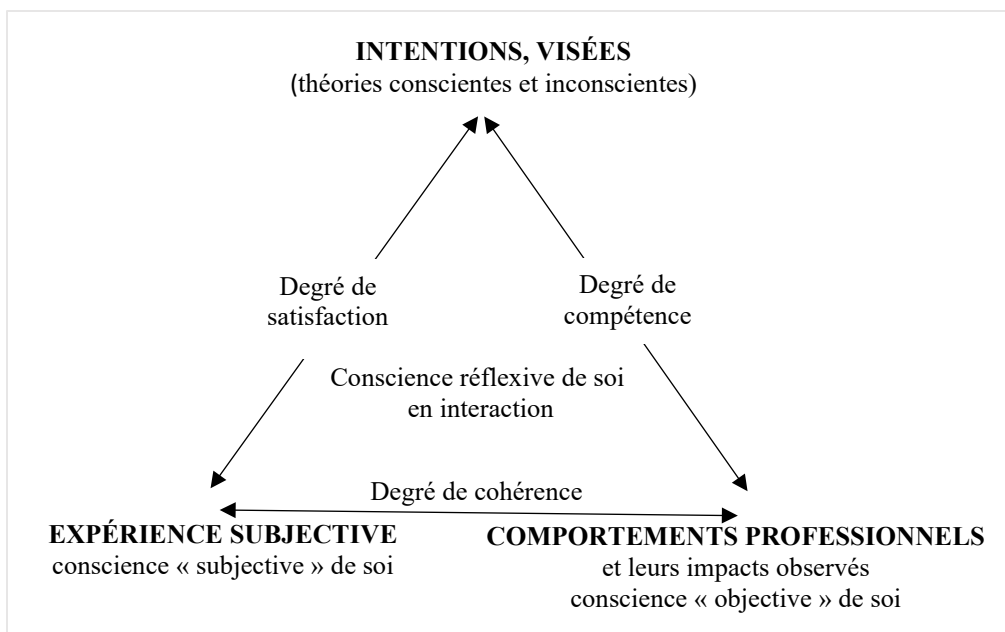 INTENTIONS, VISÉES
(théories conscientes et inconscientes)
Degré de
satisfaction
Degré de
compétence
Conscience réflexive de soi
en interaction
Degré de cohérence
EXPÉRIENCE SUBJECTIVE
conscience « subjective » de soi
COMPORTEMENTS PROFESSIONNELS
et leurs impacts observés
conscience « objective » de soi